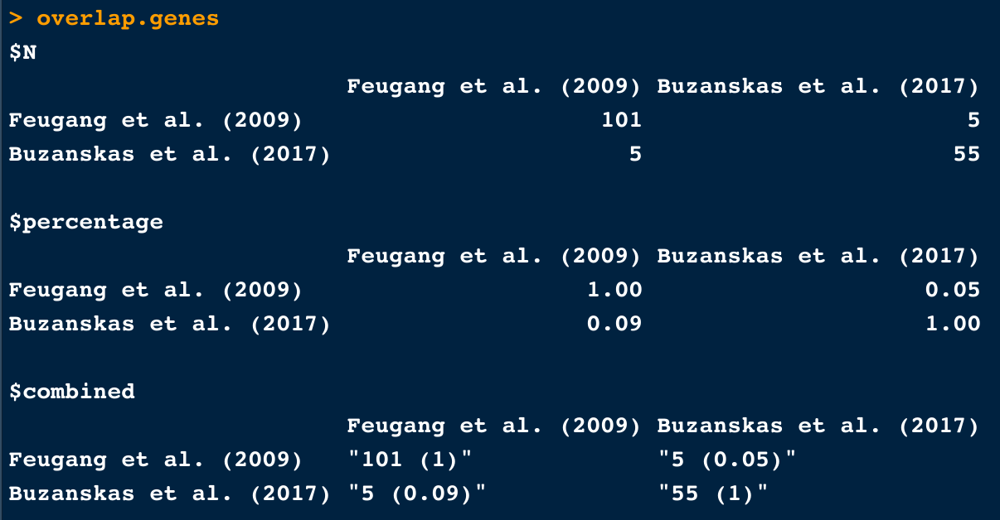 > overlap.genes
$N
                        Feugang et al. (2009) Buzanskas et al. (2017)
Feugang et al. (2009)                     101                       5
Buzanskas et al. (2017)                     5                      55

$percentage
                        Feugang et al. (2009) Buzanskas et al. (2017)
Feugang et al. (2009)                    1.00                    0.05
Buzanskas et al. (2017)                  0.09                    1.00

$combined
                        Feugang et al. (2009) Buzanskas et al. (2017)
Feugang et al. (2009)   "101 (1)"             "5 (0.05)"
Buzanskas et al. (2017) "5 (0.09)"            "55 (1)"